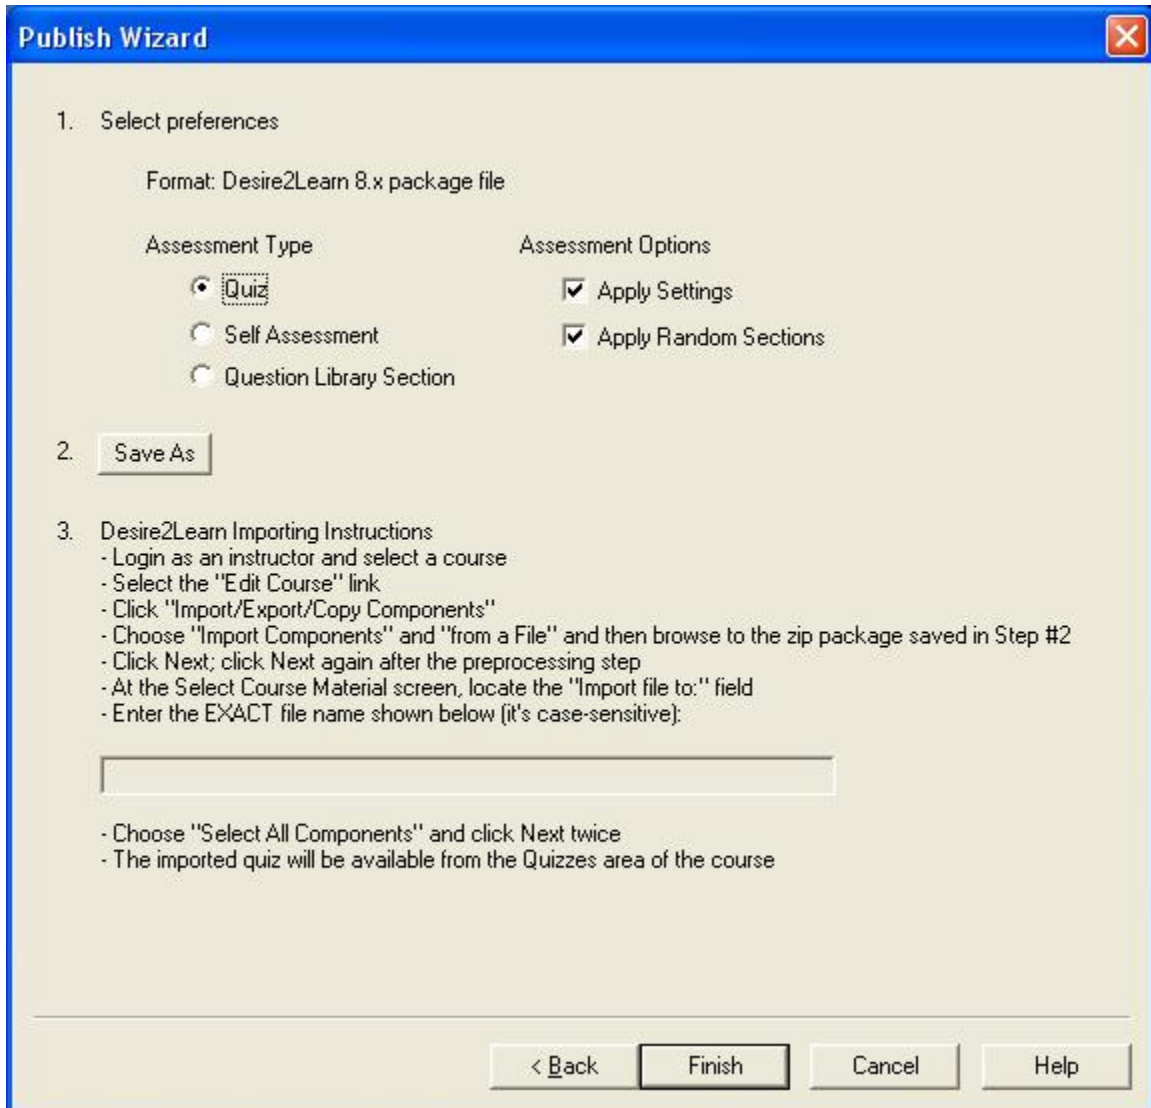 Publish Wizard
1. Select preferences
Format: Desire2Learn 8.x package file
Assessment Type
Assessment Options
Quiz
Apply Settings
Self Assessment
Apply Random Sections
Question Library Section
2. Save As
3. Desire2Learn Importing Instructions
- Login as an instructor and select a course
- Select the "Edit Course" link
- Click "Import/Export/Copy Components"
- Choose "Import Components" and "from a File" and then browse to the zip package saved in Step #2
- Click Next; click Next again after the preprocessing step
- At the Select Course Material screen, locate the "Import file to:" field
- Enter the EXACT file name shown below (it's case-sensitive):
- Choose "Select All Components" and click Next twice
- The imported quiz will be available from the Quizzes area of the course
< Back Finish Cancel Help